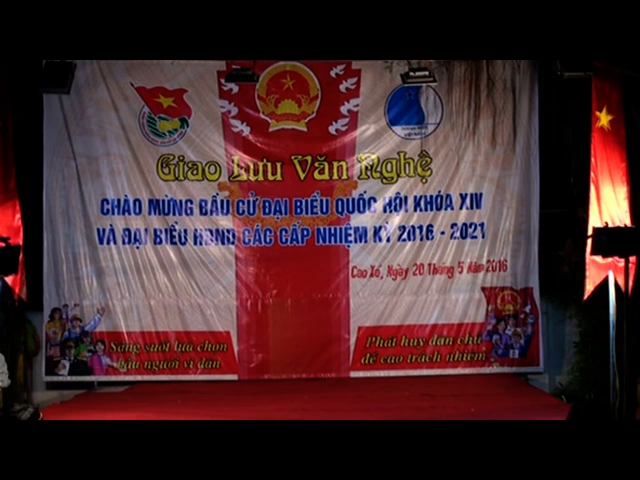 Giao Lưu Văn Nghệ
CHÀO MỪNG BẦU CỬ ĐẠI BIỂU QUỐC HỘI KHÓA XIV
VÀ ĐẠI BIỂU HĐND CÁC CẤP NHIỆM KỲ 2016 - 2021
Cao Xá, Ngày 20 Tháng 5 Năm 2016
Sáng suốt lựa chọn
bầu người vì dân
Phát huy dân chủ
đề cao trách nhiệm